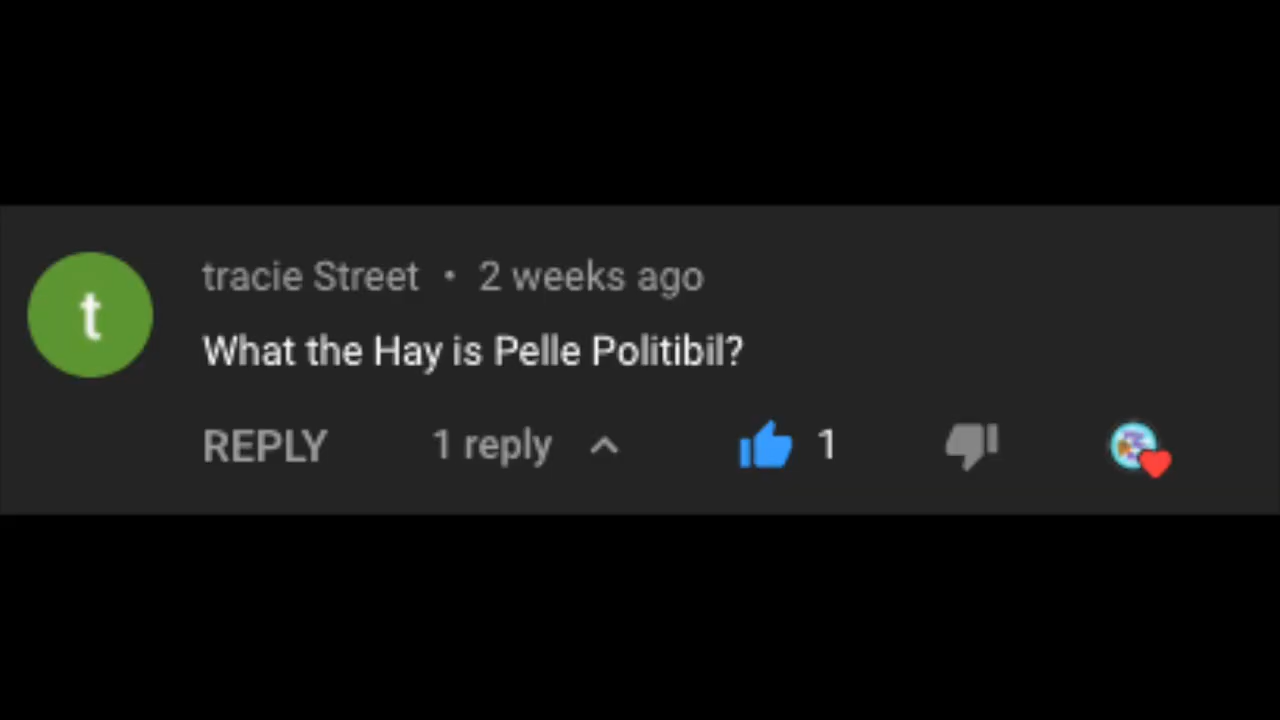 t
tracie Street • 2 weeks ago
What the Hay is Pelle Politibil?
REPLY 1 reply 1